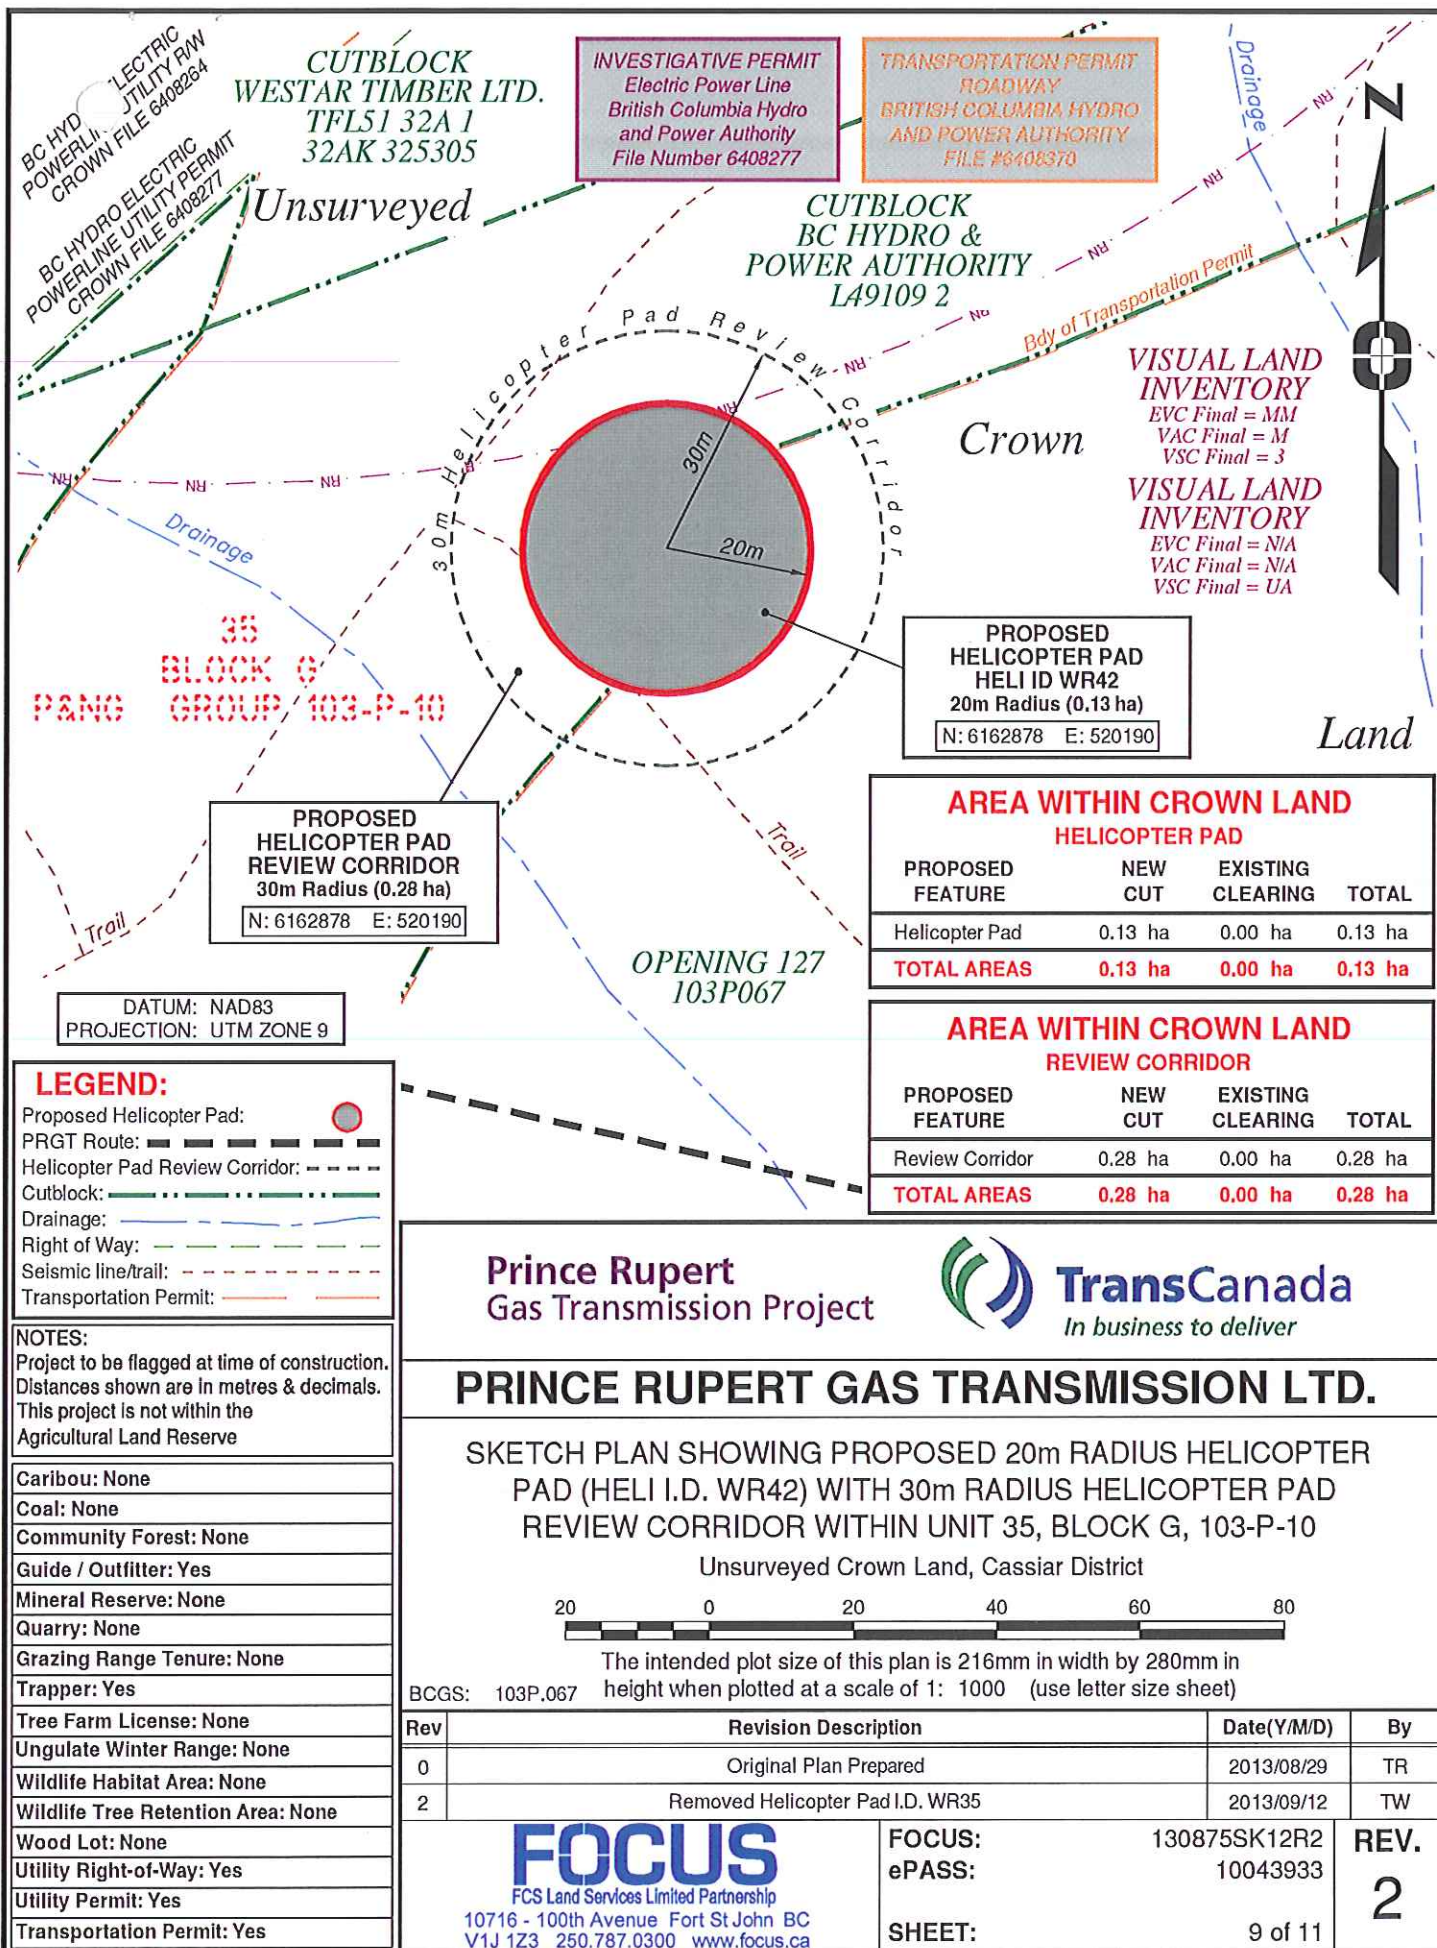 BC HYD LECTRIC
POWERLI UTILITY R/W
CROWN FILE 6408264
BC HYDRO ELECTRIC
POWERLINE UTILITY PERMIT
CROWN FILE 6408277
CUTBLOCK
WESTAR TIMBER LTD.
TFL51 32A 1
32AK 325305
Unsurveyed
INVESTIGATIVE PERMIT
Electric Power Line
British Columbia Hydro
and Power Authority
File Number 6408277
TRANSPORTATION PERMIT
ROADWAY
BRITISH COLUMBIA HYDRO
AND POWER AUTHORITY
FILE #6408370
Drainage
N
CUTBLOCK
BC HYDRO &
POWER AUTHORITY
L49109 2
RN
RN
RN
RN
RN
RN
RN
RN
RN
RN
Bdy of Transportation Permit
30m Helicopter Pad Review Corridor
30m
20m
Crown
VISUAL LAND
INVENTORY
EVC Final = MM
VAC Final = M
VSC Final = 3
VISUAL LAND
INVENTORY
EVC Final = N/A
VAC Final = N/A
VSC Final = UA
Drainage
35
BLOCK G
P&NG GROUP 103-P-10
PROPOSED
HELICOPTER PAD
HELI ID WR42
20m Radius (0.13 ha)
N: 6162878 E: 520190
Land
PROPOSED
HELICOPTER PAD
REVIEW CORRIDOR
30m Radius (0.28 ha)
N: 6162878 E: 520190
Trail
Trail
OPENING 127
103P067
DATUM: NAD83
PROJECTION: UTM ZONE 9
AREA WITHIN CROWN LAND
HELICOPTER PAD
PROPOSED FEATURE NEW CUT EXISTING CLEARING TOTAL
Helicopter Pad 0.13 ha 0.00 ha 0.13 ha
TOTAL AREAS 0.13 ha 0.00 ha 0.13 ha
AREA WITHIN CROWN LAND
REVIEW CORRIDOR
PROPOSED FEATURE NEW CUT EXISTING CLEARING TOTAL
Review Corridor 0.28 ha 0.00 ha 0.28 ha
TOTAL AREAS 0.28 ha 0.00 ha 0.28 ha
LEGEND:
Proposed Helicopter Pad:
PRGT Route:
Helicopter Pad Review Corridor:
Cutblock:
Drainage:
Right of Way:
Seismic line/trail:
Transportation Permit:
NOTES:
Project to be flagged at time of construction.
Distances shown are in metres & decimals.
This project is not within the
Agricultural Land Reserve
Caribou: None
Coal: None
Community Forest: None
Guide / Outfitter: Yes
Mineral Reserve: None
Quarry: None
Grazing Range Tenure: None
Trapper: Yes
Tree Farm License: None
Ungulate Winter Range: None
Wildlife Habitat Area: None
Wildlife Tree Retention Area: None
Wood Lot: None
Utility Right-of-Way: Yes
Utility Permit: Yes
Transportation Permit: Yes
Prince Rupert
Gas Transmission Project
TransCanada
In business to deliver
PRINCE RUPERT GAS TRANSMISSION LTD.
SKETCH PLAN SHOWING PROPOSED 20m RADIUS HELICOPTER
PAD (HELI I.D. WR42) WITH 30m RADIUS HELICOPTER PAD
REVIEW CORRIDOR WITHIN UNIT 35, BLOCK G, 103-P-10
Unsurveyed Crown Land, Cassiar District
20 0 20 40 60 80
The intended plot size of this plan is 216mm in width by 280mm in
BCGS: 103P.067 height when plotted at a scale of 1: 1000 (use letter size sheet)
Rev Revision Description Date(Y/M/D) By
0 Original Plan Prepared 2013/08/29 TR
2 Removed Helicopter Pad I.D. WR35 2013/09/12 TW
FOCUS
FCS Land Services Limited Partnership
10716 - 100th Avenue Fort St John BC
V1J 1Z3 250.787.0300 www.focus.ca
FOCUS: 130875SK12R2
ePASS: 10043933
SHEET: 9 of 11
REV.
2